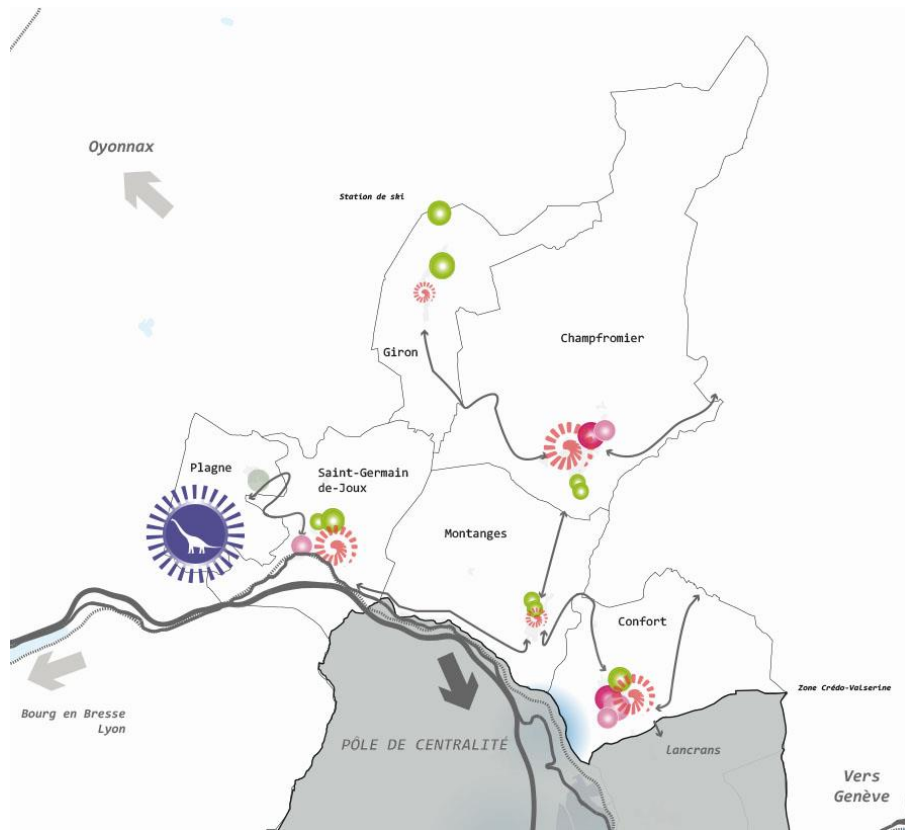 Oyonnax
Station de ski
Champfromier
Giron
Plagne
Saint-Germain
de-Joux
Montanges
Confort
Zone Crédo-Valserine
Bourg en Bresse
Lyon
PÔLE DE CENTRALITÉ
lancrans
Vers
Genève